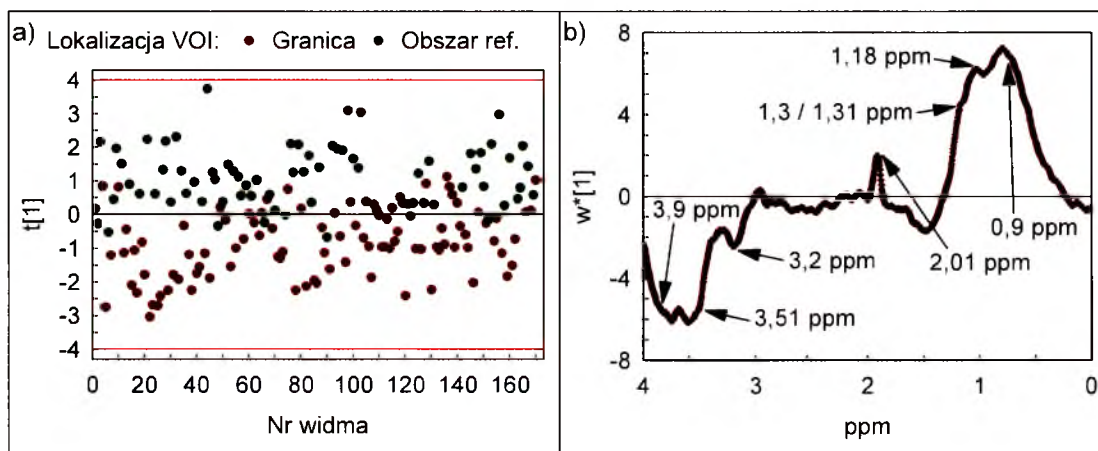 a) Lokalizacja VOI: • Granica • Obszar ref.
4
3
2
1
0
-1
-2
-3
-4
t[1]
0 20 40 60 80 100 120 140 160
Nr widma
b)
8
4
0
-4
-8
w*[1]
1,18 ppm
1,3 / 1,31 ppm
3,9 ppm
0,9 ppm
3,2 ppm
2,01 ppm
3,51 ppm
4 3 2 1 0
ppm